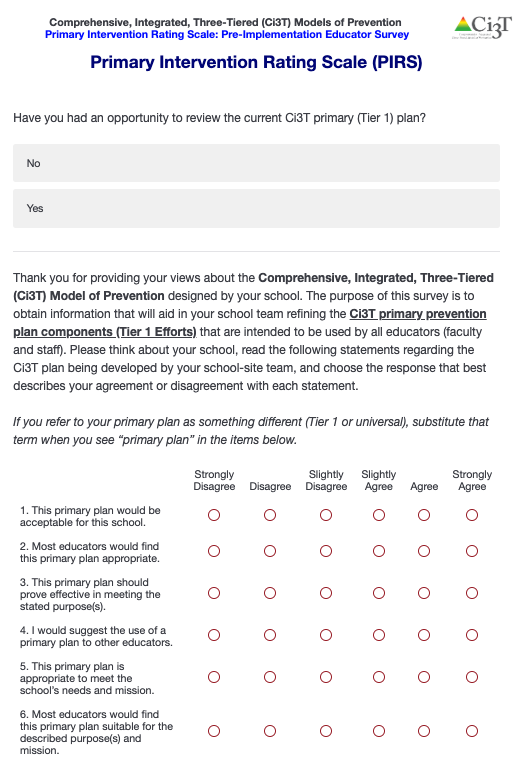 Comprehensive, Integrated, Three-Tiered (Ci3T) Models of Prevention
Primary Intervention Rating Scale: Pre-Implementation Educator Survey
Ci3T
Primary Intervention Rating Scale (PIRS)
Have you had an opportunity to review the current Ci3T primary (Tier 1) plan?
No
Yes
Thank you for providing your views about the Comprehensive, Integrated, Three-Tiered
(Ci3T) Model of Prevention designed by your school. The purpose of this survey is to
obtain information that will aid in your school team refining the Ci3T primary prevention
plan components (Tier 1 Efforts) that are intended to be used by all educators (faculty
and staff). Please think about your school, read the following statements regarding the
Ci3T plan being developed by your school-site team, and choose the response that best
describes your agreement or disagreement with each statement.
If you refer to your primary plan as something different (Tier 1 or universal), substitute that
term when you see “primary plan” in the items below.
Strongly Disagree Disagree Slightly Disagree Slightly Agree Agree Strongly Agree
1. This primary plan would be
acceptable for this school.
2. Most educators would find
this primary plan appropriate.
3. This primary plan should
prove effective in meeting the
stated purpose(s).
4. I would suggest the use of a
primary plan to other educators.
5. This primary plan is
appropriate to meet the
school's needs and mission.
6. Most educators would find
this primary plan suitable for the
described purpose(s) and
mission.